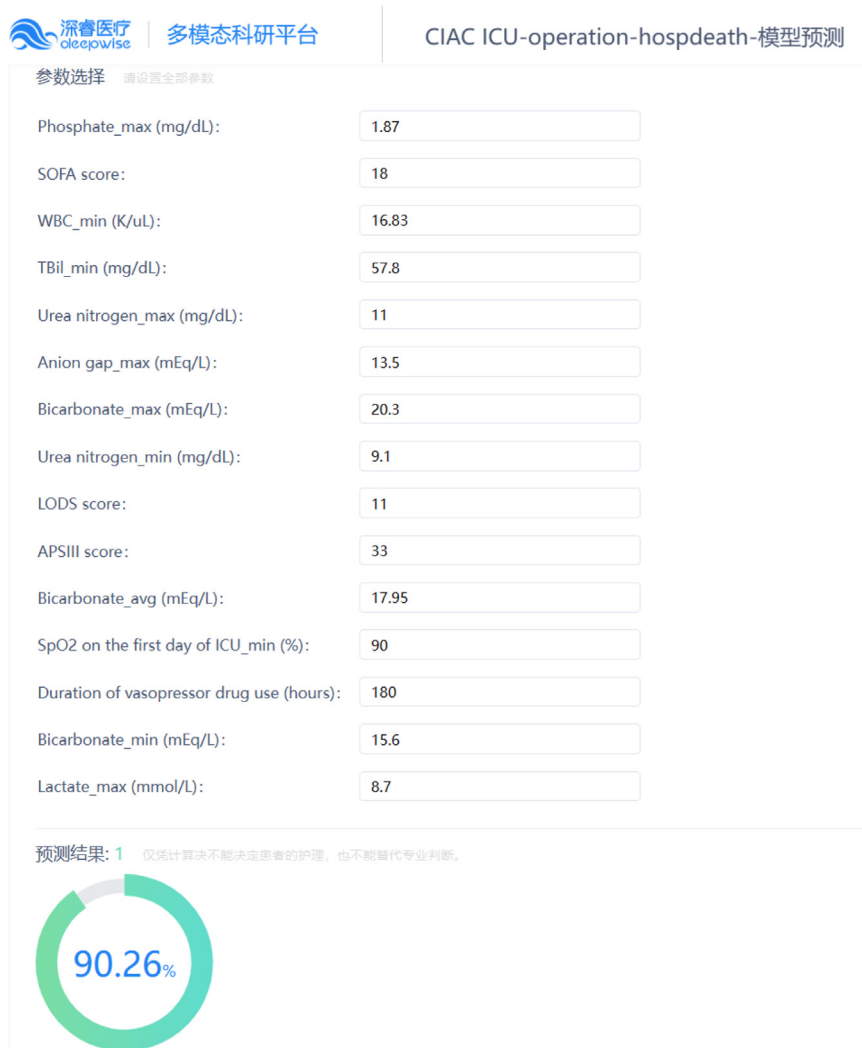 深睿医疗
deepwise
多模态科研平台
CIAC ICU-operation-hospdeath-模型预测
参数选择 请设置全部参数
Phosphate_max (mg/dL): 1.87
SOFA score: 18
WBC_min (K/uL): 16.83
TBil_min (mg/dL): 57.8
Urea nitrogen_max (mg/dL): 11
Anion gap_max (mEq/L): 13.5
Bicarbonate_max (mEq/L): 20.3
Urea nitrogen_min (mg/dL): 9.1
LODS score: 11
APSIII score: 33
Bicarbonate_avg (mEq/L): 17.95
SpO2 on the first day of ICU_min (%): 90
Duration of vasopressor drug use (hours): 180
Bicarbonate_min (mEq/L): 15.6
Lactate_max (mmol/L): 8.7
预测结果: 1 仅凭计算决不能决定患者的护理，也不能替代专业判断。
90.26%